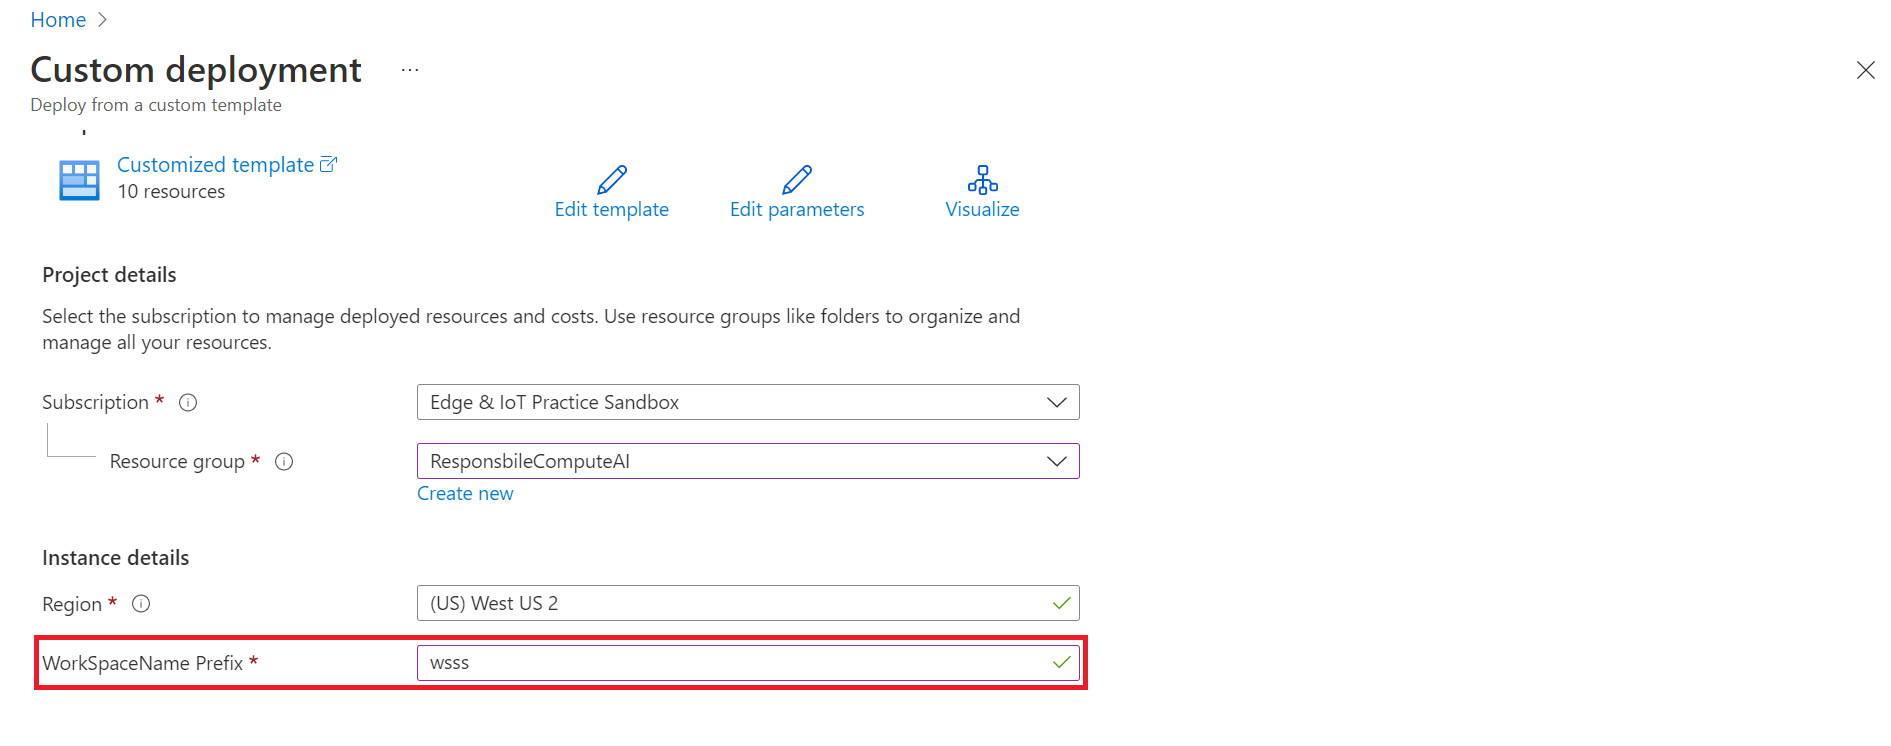 Home
Custom deployment ...
Deploy from a custom template
Customized template
10 resources
Edit template
Edit parameters
Visualize
Project details
Select the subscription to manage deployed resources and costs. Use resource groups like folders to organize and
manage all your resources.
Subscription *
Edge & IoT Practice Sandbox
Resource group *
ResponsbileComputeAI
Create new
Instance details
Region *
(US) West US 2
WorkSpaceName Prefix *
wsss